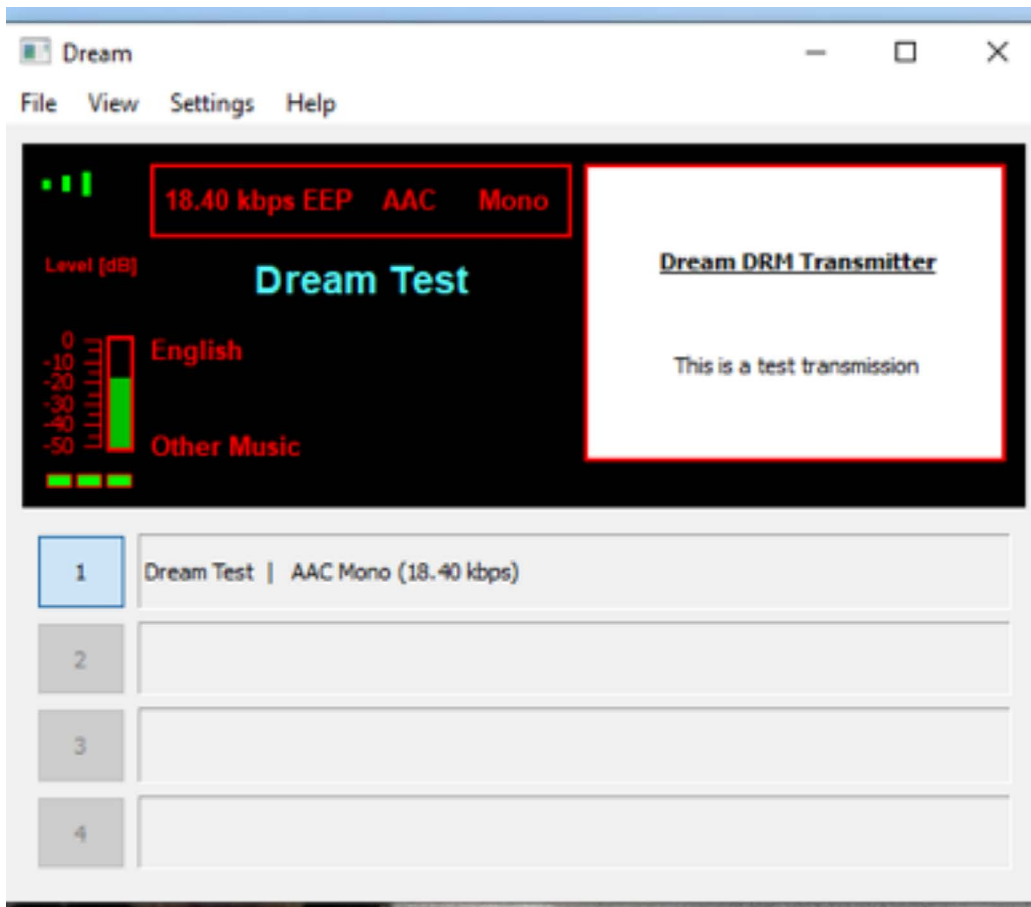 Dream
File View Settings Help
18.40 kbps EEP AAC Mono
Level [dB]
Dream Test
0
-10
-20
-30
-40
-50
English
Other Music
Dream DRM Transmitter
This is a test transmission
1 Dream Test | AAC Mono (18.40 kbps)
2
3
4